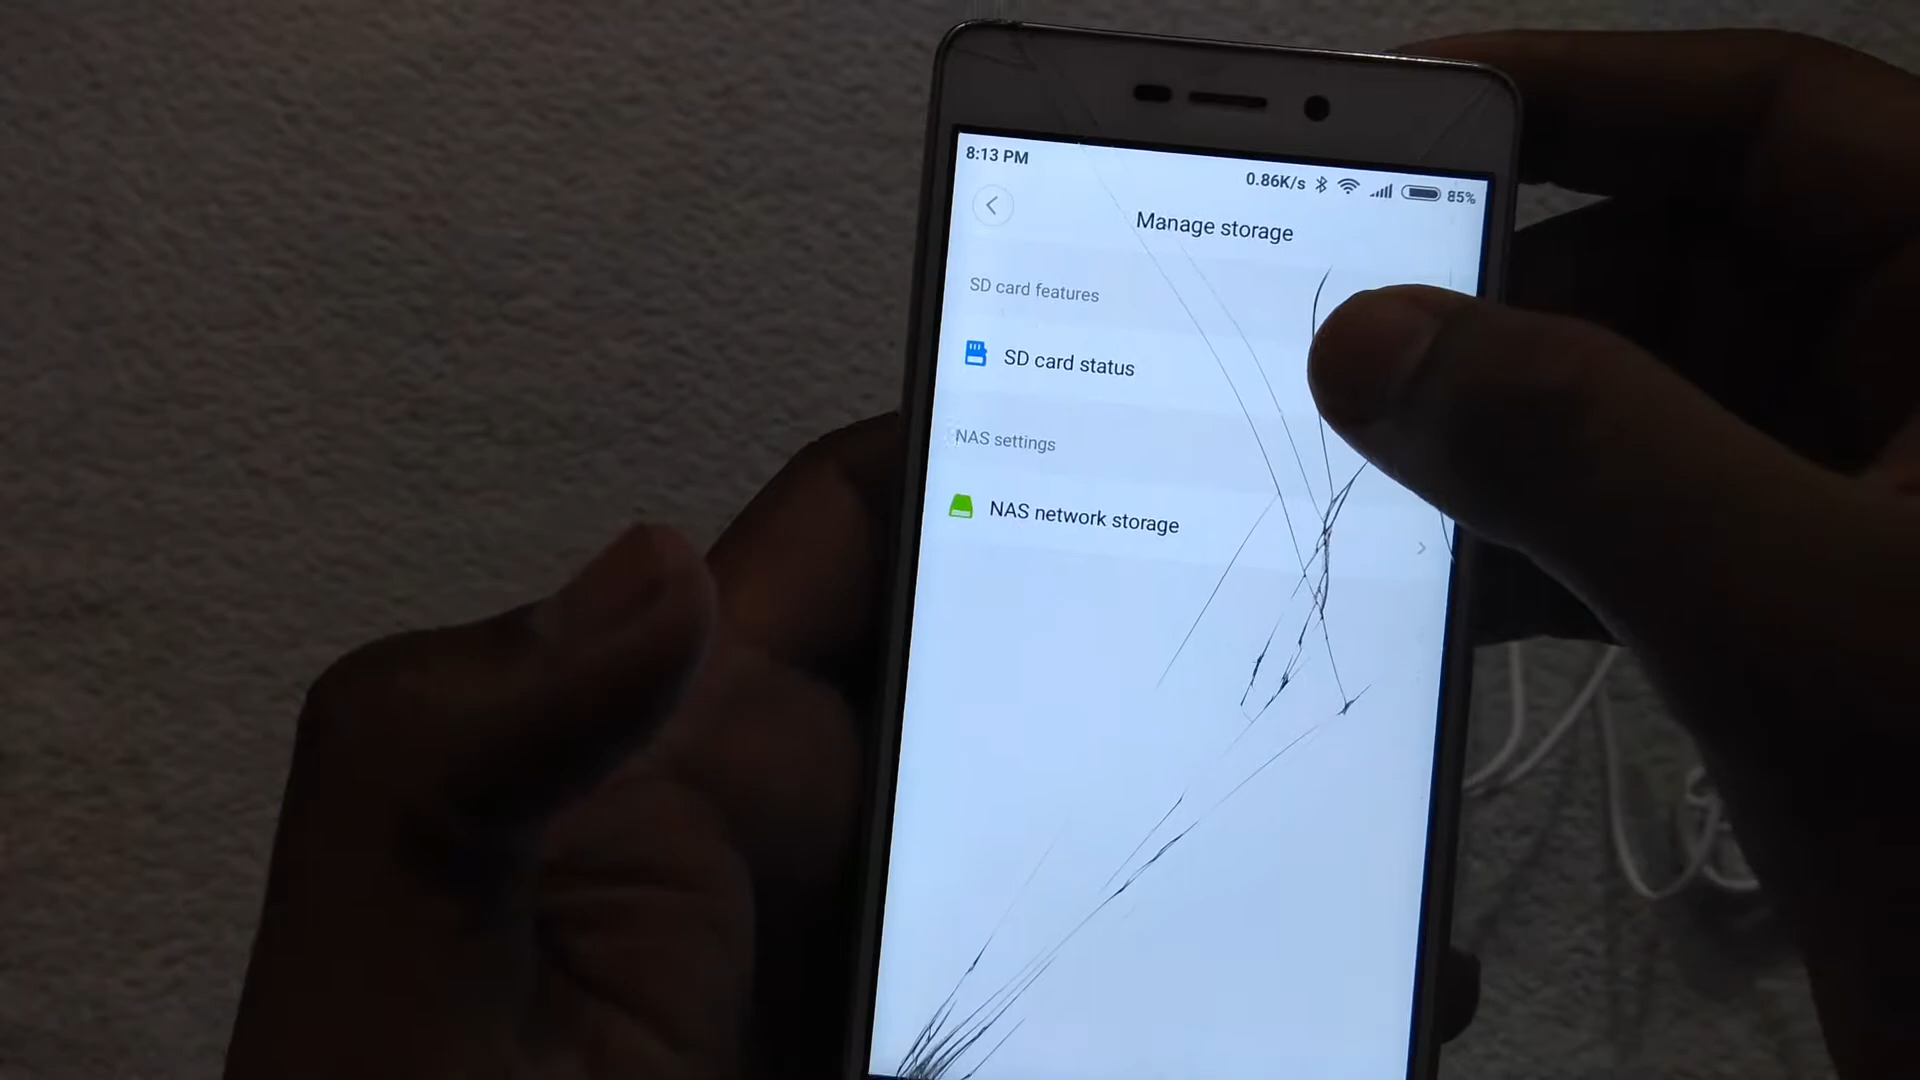 8:13 PM
0.86K/s 85%
Manage storage
SD card features
SD card status
NAS settings
NAS network storage